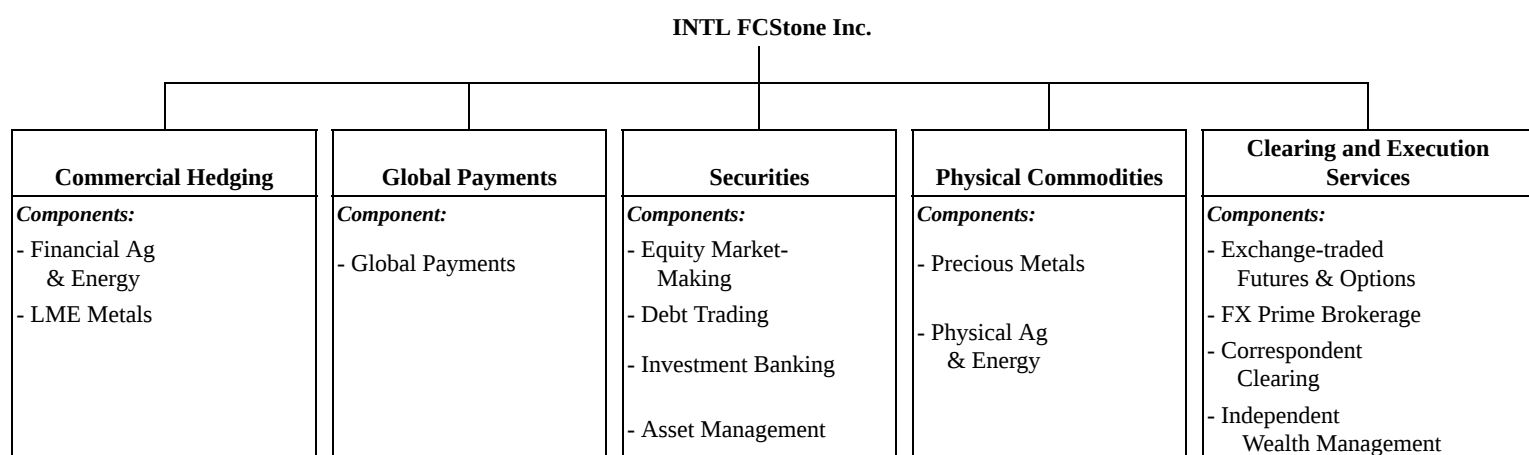 INTL FCStone Inc.
Commercial Hedging
Components:
- Financial Ag
& Energy
- LME Metals
Global Payments
Component:
- Global Payments
Securities
Components:
- Equity Market-
Making
- Debt Trading
- Investment Banking
- Asset Management
Physical Commodities
Components:
- Precious Metals
- Physical Ag
& Energy
Clearing and Execution
Services
Components:
- Exchange-traded
Futures & Options
- FX Prime Brokerage
- Correspondent
Clearing
- Independent
Wealth Management